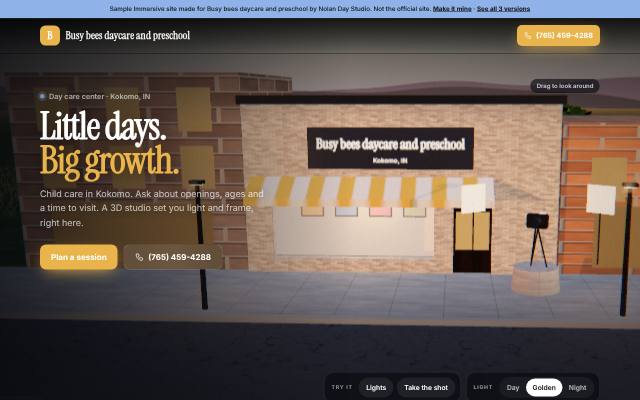 Sample Immersive site made for Busy bees daycare and preschool by Nolan Day Studio. Not the official site. Make it mine · See all 3 versions
B Busy bees daycare and preschool
(765) 459-4288
Drag to look around
Day care center · Kokomo, IN
Little days.
Big growth.
Busy bees daycare and preschool
Kokomo, IN
Child care in Kokomo. Ask about openings, ages and
a time to visit. A 3D studio set you light and frame,
right here.
Plan a session
(765) 459-4288
TRY IT Lights Take the shot
LIGHT Day Golden Night